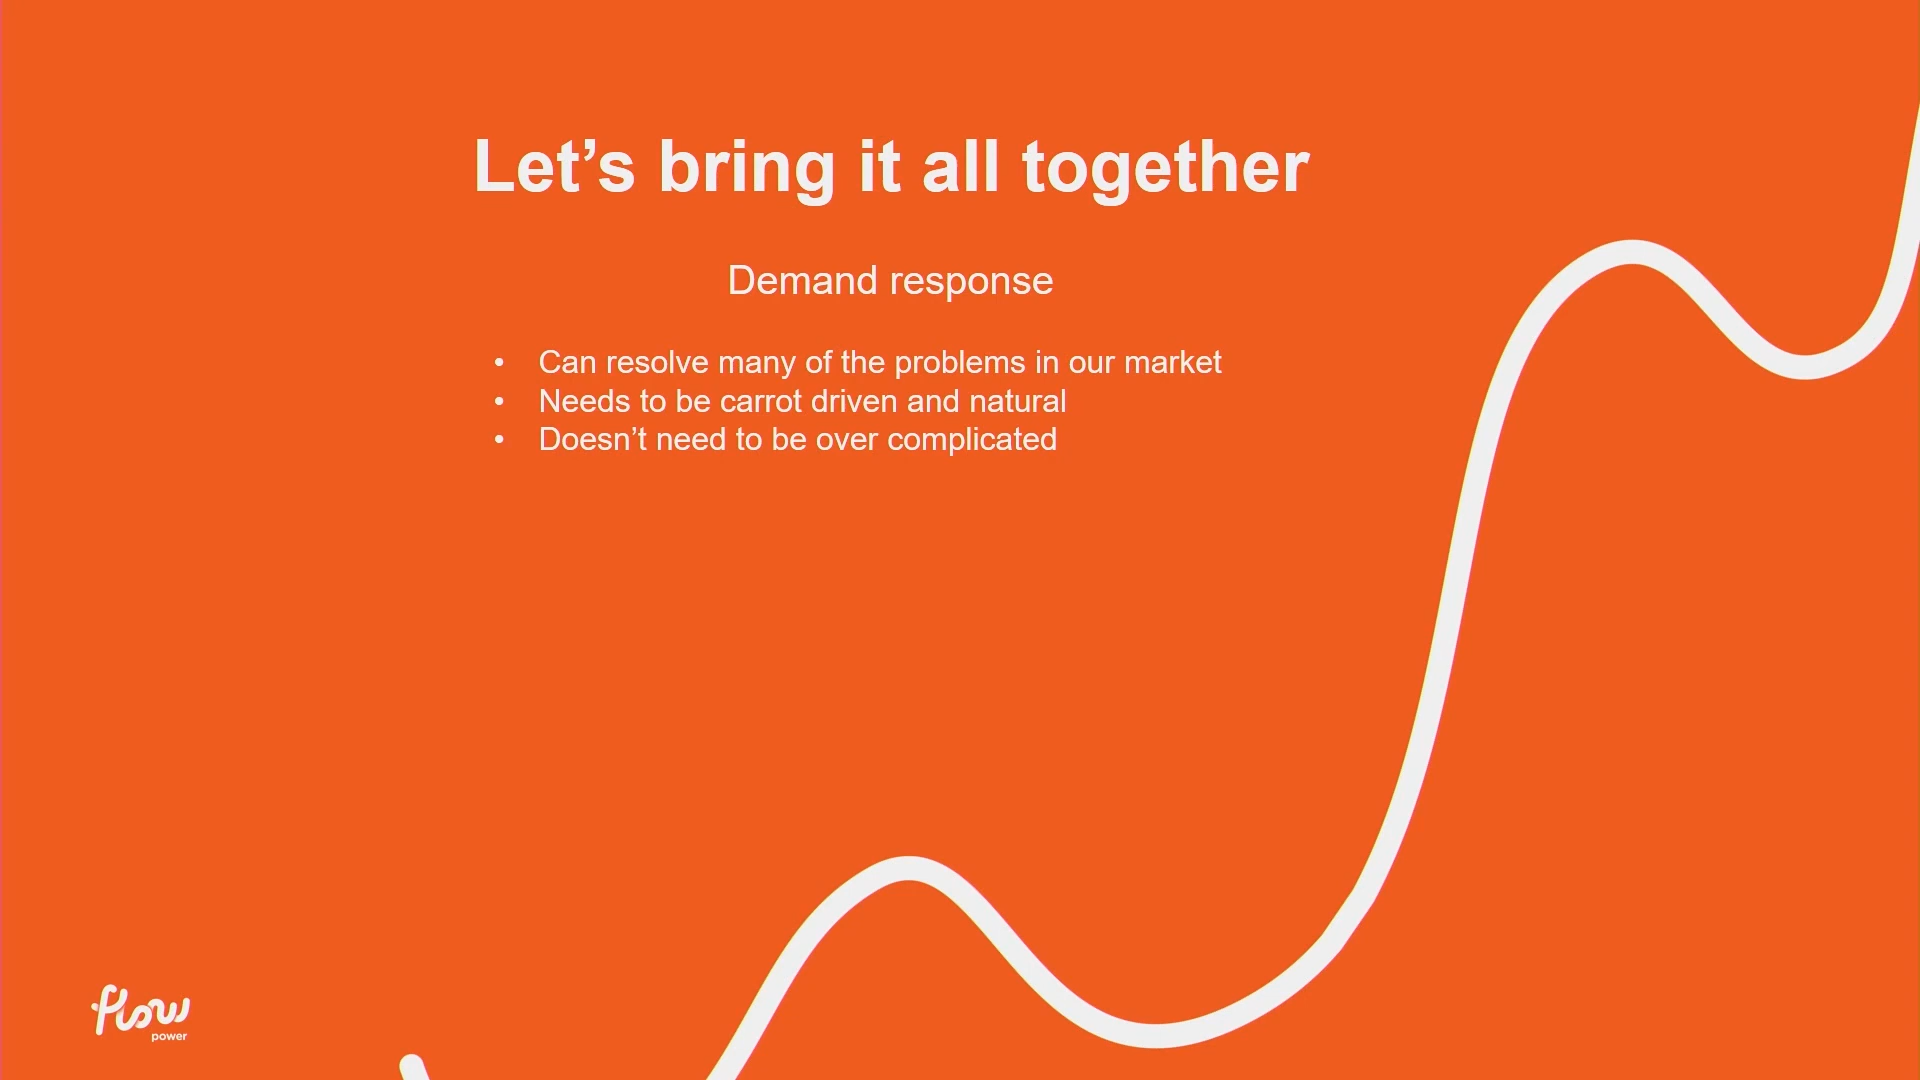 Let’s bring it all together
Demand response
• Can resolve many of the problems in our market
• Needs to be carrot driven and natural
• Doesn’t need to be over complicated
flow
power